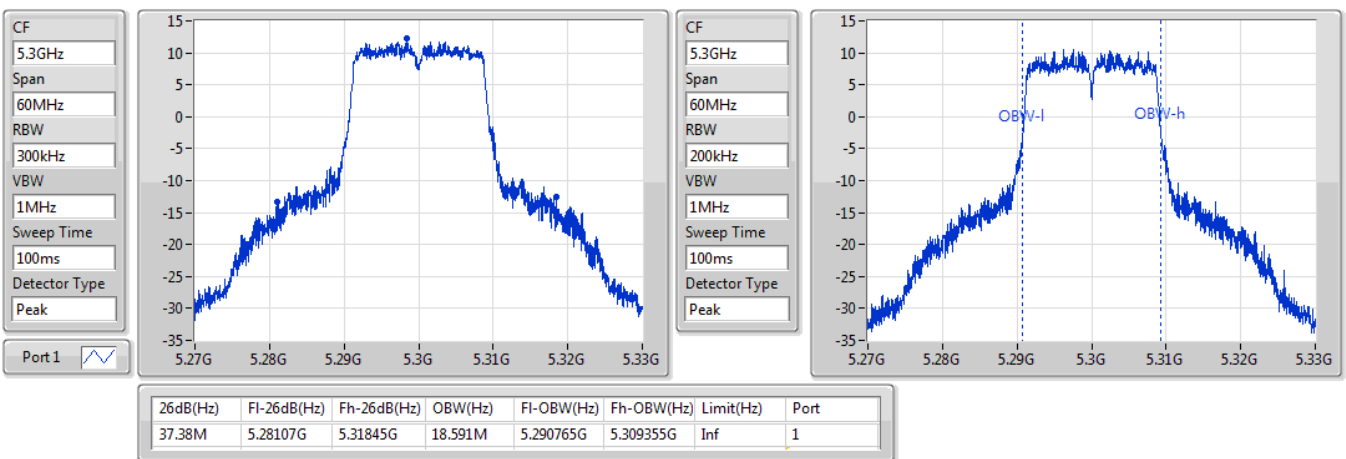 CF
5.3GHz
Span
60MHz
RBW
300kHz
VBW
1MHz
Sweep Time
100ms
Detector Type
Peak
Port 1
15
10
5
0
-5
-10
-15
-20
-25
-30
-35
5.27G 5.28G 5.29G 5.3G 5.31G 5.32G 5.33G
CF
5.3GHz
Span
60MHz
RBW
200kHz
VBW
1MHz
Sweep Time
100ms
Detector Type
Peak
15
10
5
0
-5
-10
-15
-20
-25
-30
-35
OBW-l OBW-h
5.27G 5.28G 5.29G 5.3G 5.31G 5.32G 5.33G
26dB(Hz) Fl-26dB(Hz) Fh-26dB(Hz) OBW(Hz) Fl-OBW(Hz) Fh-OBW(Hz) Limit(Hz) Port
37.38M 5.28107G 5.31845G 18.591M 5.290765G 5.309355G Inf 1